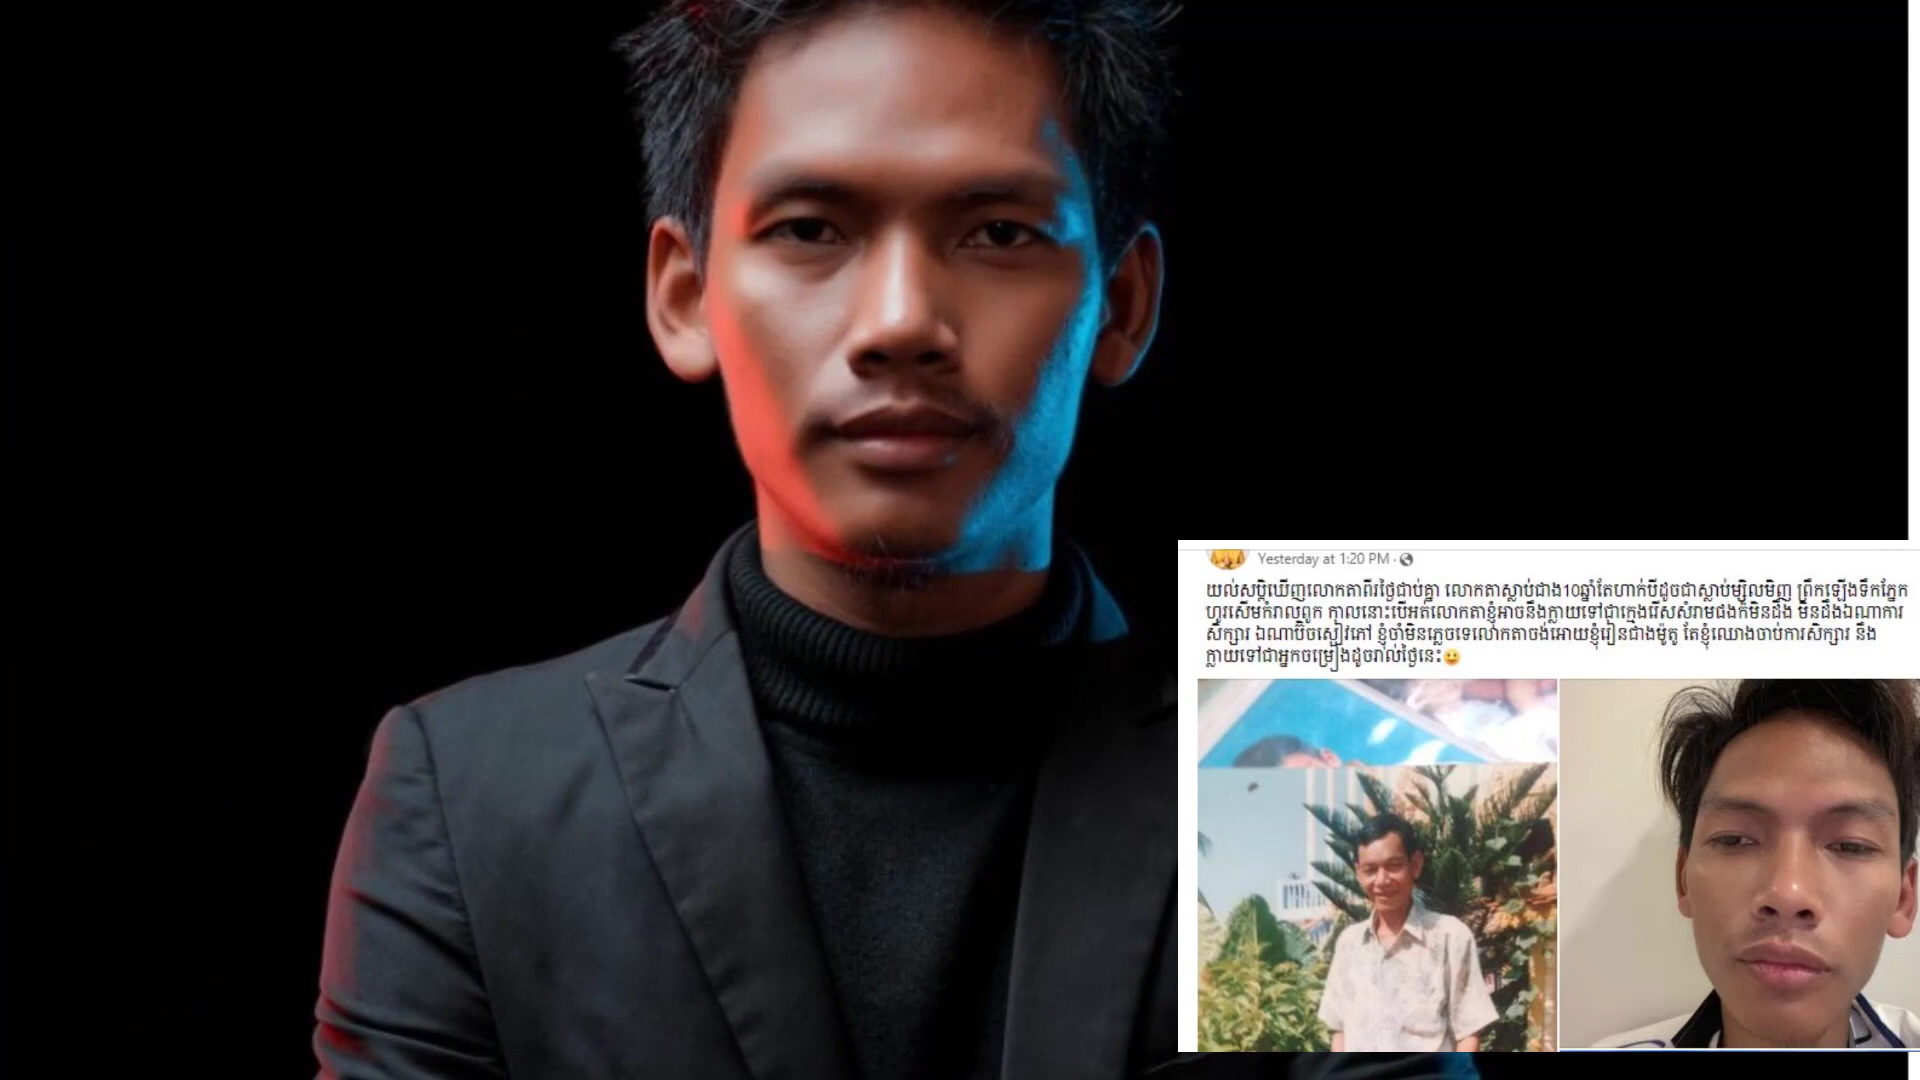 Yesterday at 1:20 PM ·
យល់សប្តិឃើញលោកតាពីរថ្ងៃជាប់គ្នា លោកតាស្លាប់ជាង10ឆ្នាំតែហាក់បីដូចជាស្លាប់ម្សិលមិញ ព្រឹកឡើងទឹកភ្នែក
ហូរសើមកំរាលពួក កាលនោះបើអត់លោកតាខ្ញុំអាចនឹងក្លាយទៅជាក្មេងរើសសំរាមផងក៏មិនដឹង មិនដឹងឯណាការ
សិក្សារ ឯណាប៊ិចស្បៀវភៅ ខ្ញុំចាំមិនភ្លេចទេលោកតាចង់អោយខ្ញុំរៀនជាងម៉ូតូ តែខ្ញុំឈោងចាប់ការសិក្សារ នឹង
ក្លាយទៅជាអ្នកចម្រៀងដូចរាល់ថ្ងៃនេះ😀